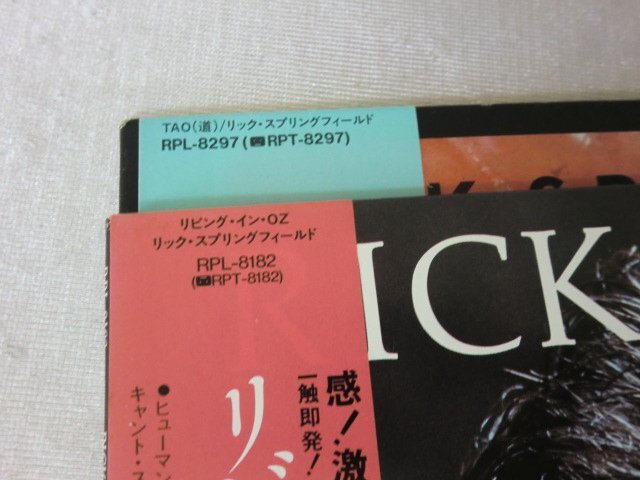 TAO(道)/リック・スプリングフィールド
RPL-8297(RPT-8297)
リビング・イン・OZ
リック・スプリングフィールド
RPL-8182
(RPT-8182)
RICK
感!激
一触即発!
リビ
●ヒューマン
キャント・ス